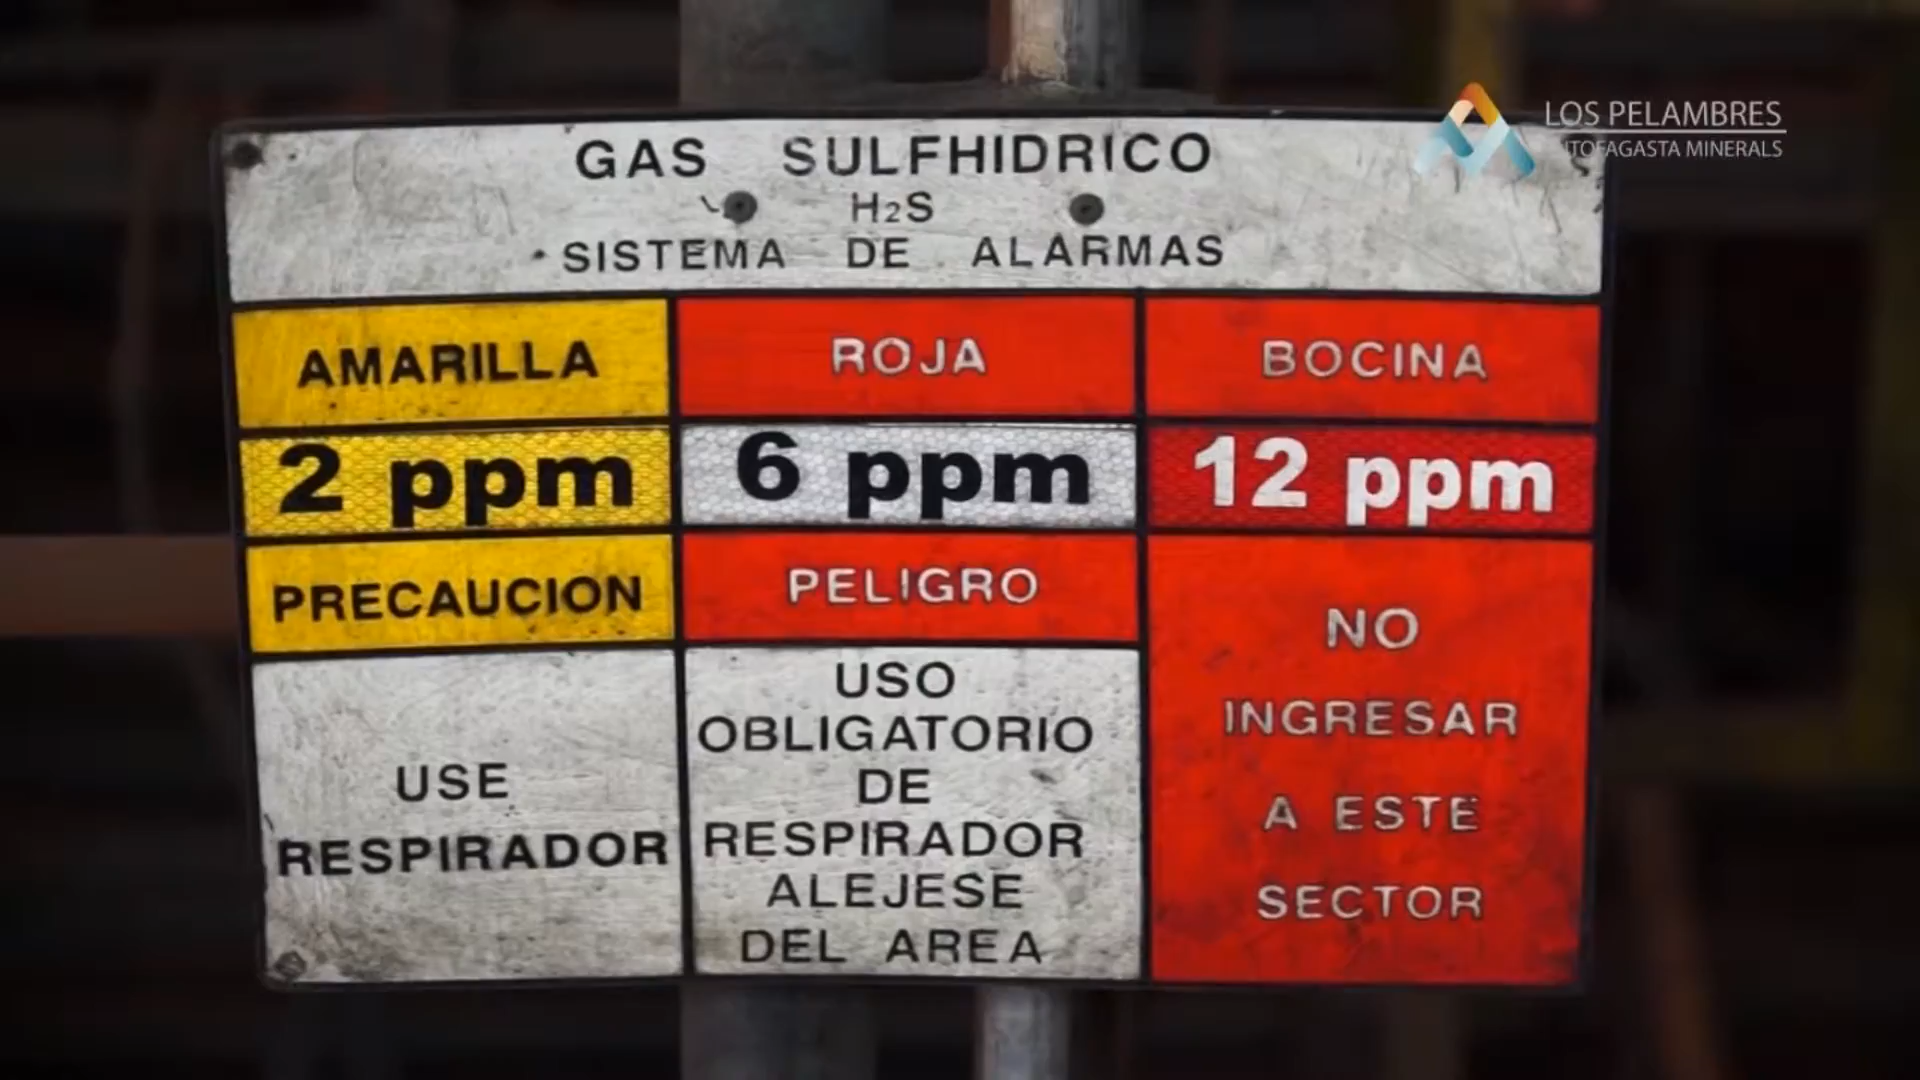 LOS PELAMBRES
GAS SULFHIDRICO
H2S
SISTEMA DE ALARMAS
AMARILLA
2 ppm
PRECAUCION
USE
RESPIRADOR
ROJA
6 ppm
PELIGRO
USO
OBLIGATORIO
DE
RESPIRADOR
ALEJESE
DEL AREA
BOCINA
12 ppm
NO
INGRESAR
A ESTE
SECTOR
MINERALS